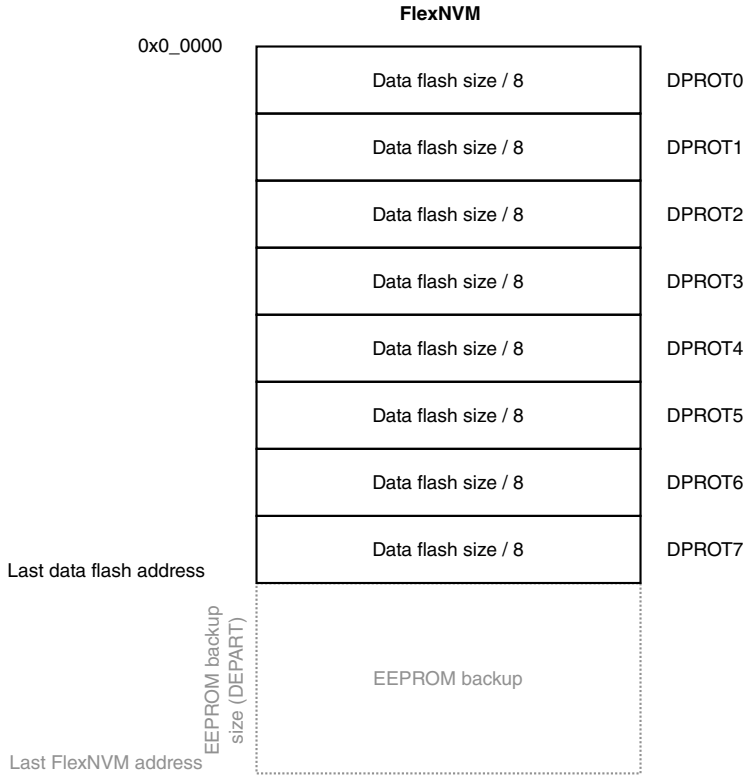 FlexNVM
0x0_0000
Data flash size / 8
DPROT0
Data flash size / 8
DPROT1
Data flash size / 8
DPROT2
Data flash size / 8
DPROT3
Data flash size / 8
DPROT4
Data flash size / 8
DPROT5
Data flash size / 8
DPROT6
Data flash size / 8
DPROT7
Last data flash address
EEPROM backup
size (DEPART)
EEPROM backup
Last FlexNVM address